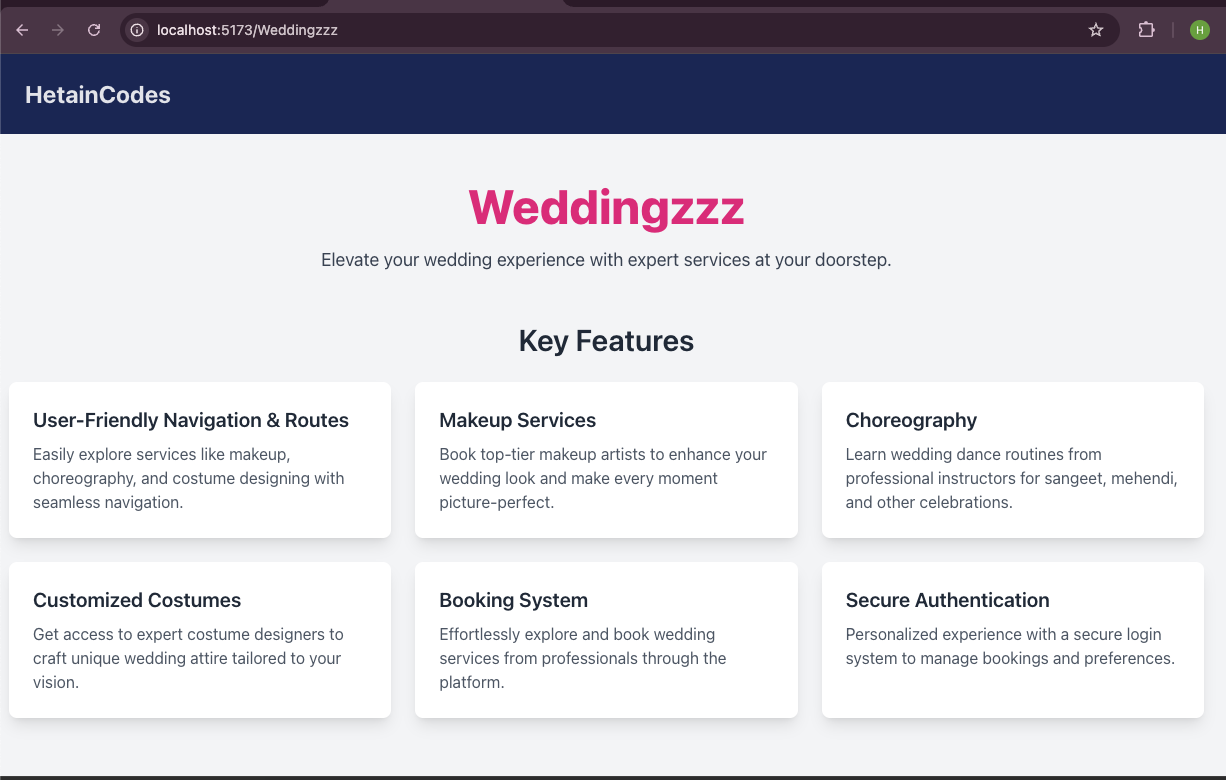 localhost:5173/Weddingzzz
H
HetainCodes
Weddingzzz
Elevate your wedding experience with expert services at your doorstep.
Key Features
User-Friendly Navigation & Routes
Easily explore services like makeup,
choreography, and costume designing with
seamless navigation.
Makeup Services
Book top-tier makeup artists to enhance your
wedding look and make every moment
picture-perfect.
Choreography
Learn wedding dance routines from
professional instructors for sangeet, mehendi,
and other celebrations.
Customized Costumes
Get access to expert costume designers to
craft unique wedding attire tailored to your
vision.
Booking System
Effortlessly explore and book wedding
services from professionals through the
platform.
Secure Authentication
Personalized experience with a secure login
system to manage bookings and preferences.